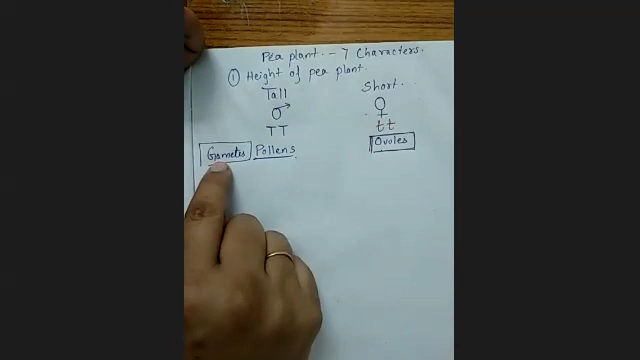 Pea plant. - 7 Characters.
① Height of pea plant.
Tall Short.
♂ ♀
TT tt
Gametes Pollens. Ovules